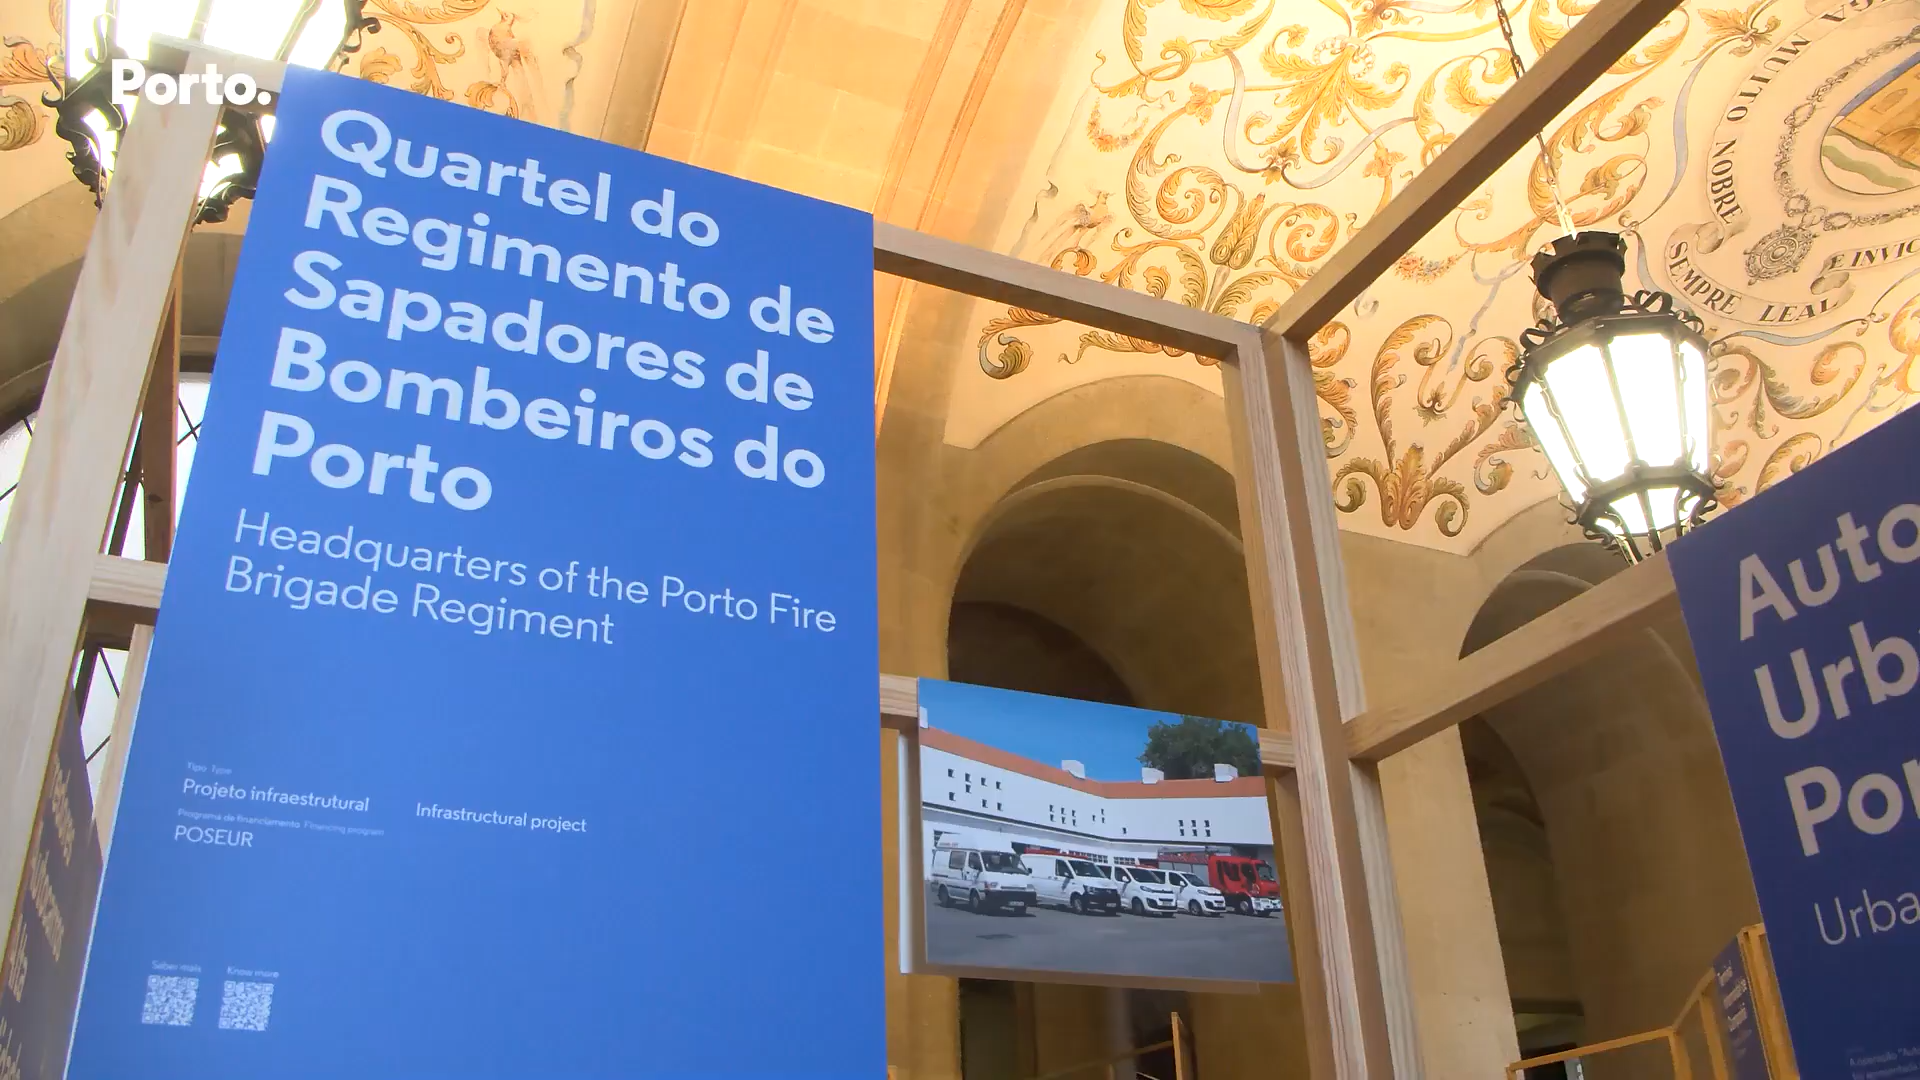 Porto.
Quartel do
Regimento de
Sapadores de
Bombeiros do
Porto
Headquarters of the Porto Fire
Brigade Regiment
Tipo Type
Projeto infraestrutural
Infrastructural project
Programa de financiamento Financing program
POSEUR
Saber mais
Know more
MUITO NOBRE
SEMPRE LEAL
E INVIC
Auto
Urb
Por
Urba